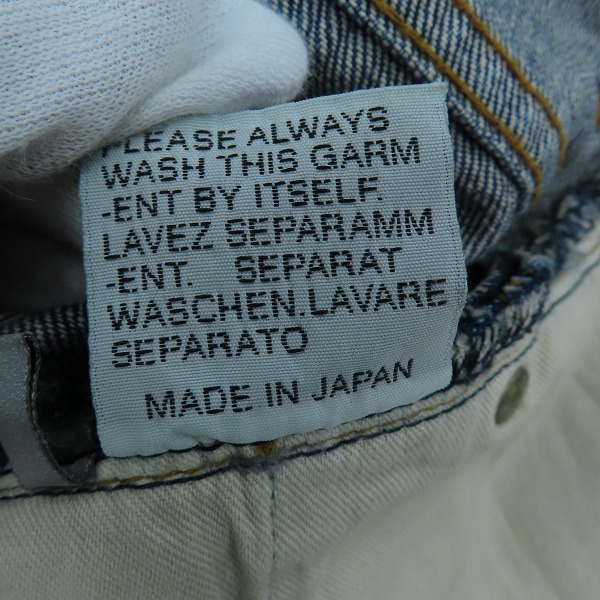 PLEASE ALWAYS
WASH THIS GARM
-ENT BY ITSELF.
LAVEZ SEPARAMM
-ENT. SEPARAT
WASCHEN.LAVARE
SEPARATO
MADE IN JAPAN